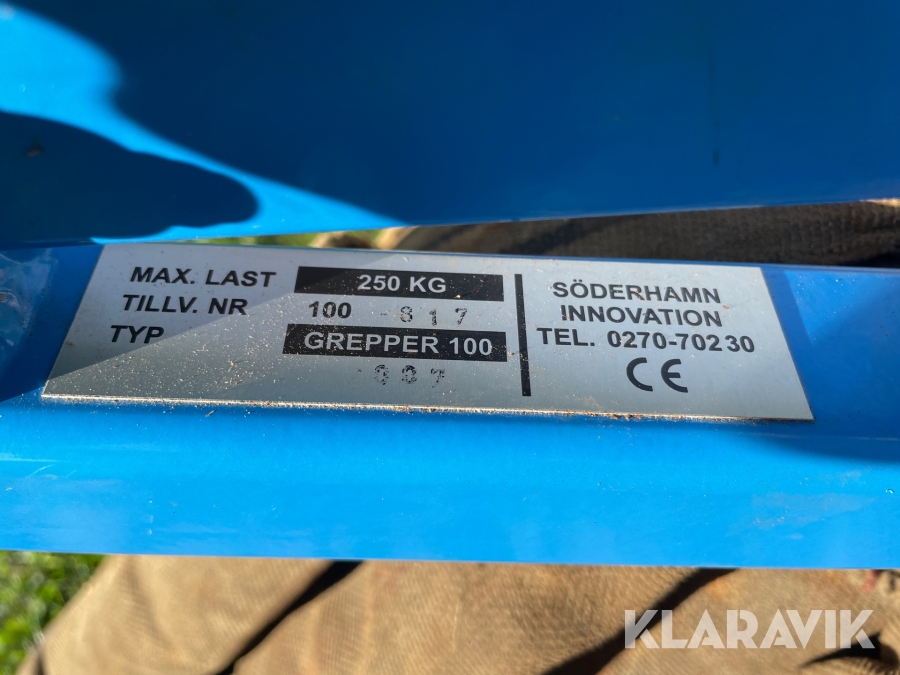 MAX. LAST 250 KG
TILLV. NR 100 -817
TYP GREPPER 100
SÖDERHAMN
INNOVATION
TEL. 0270-70230
CE
KLARAVIK